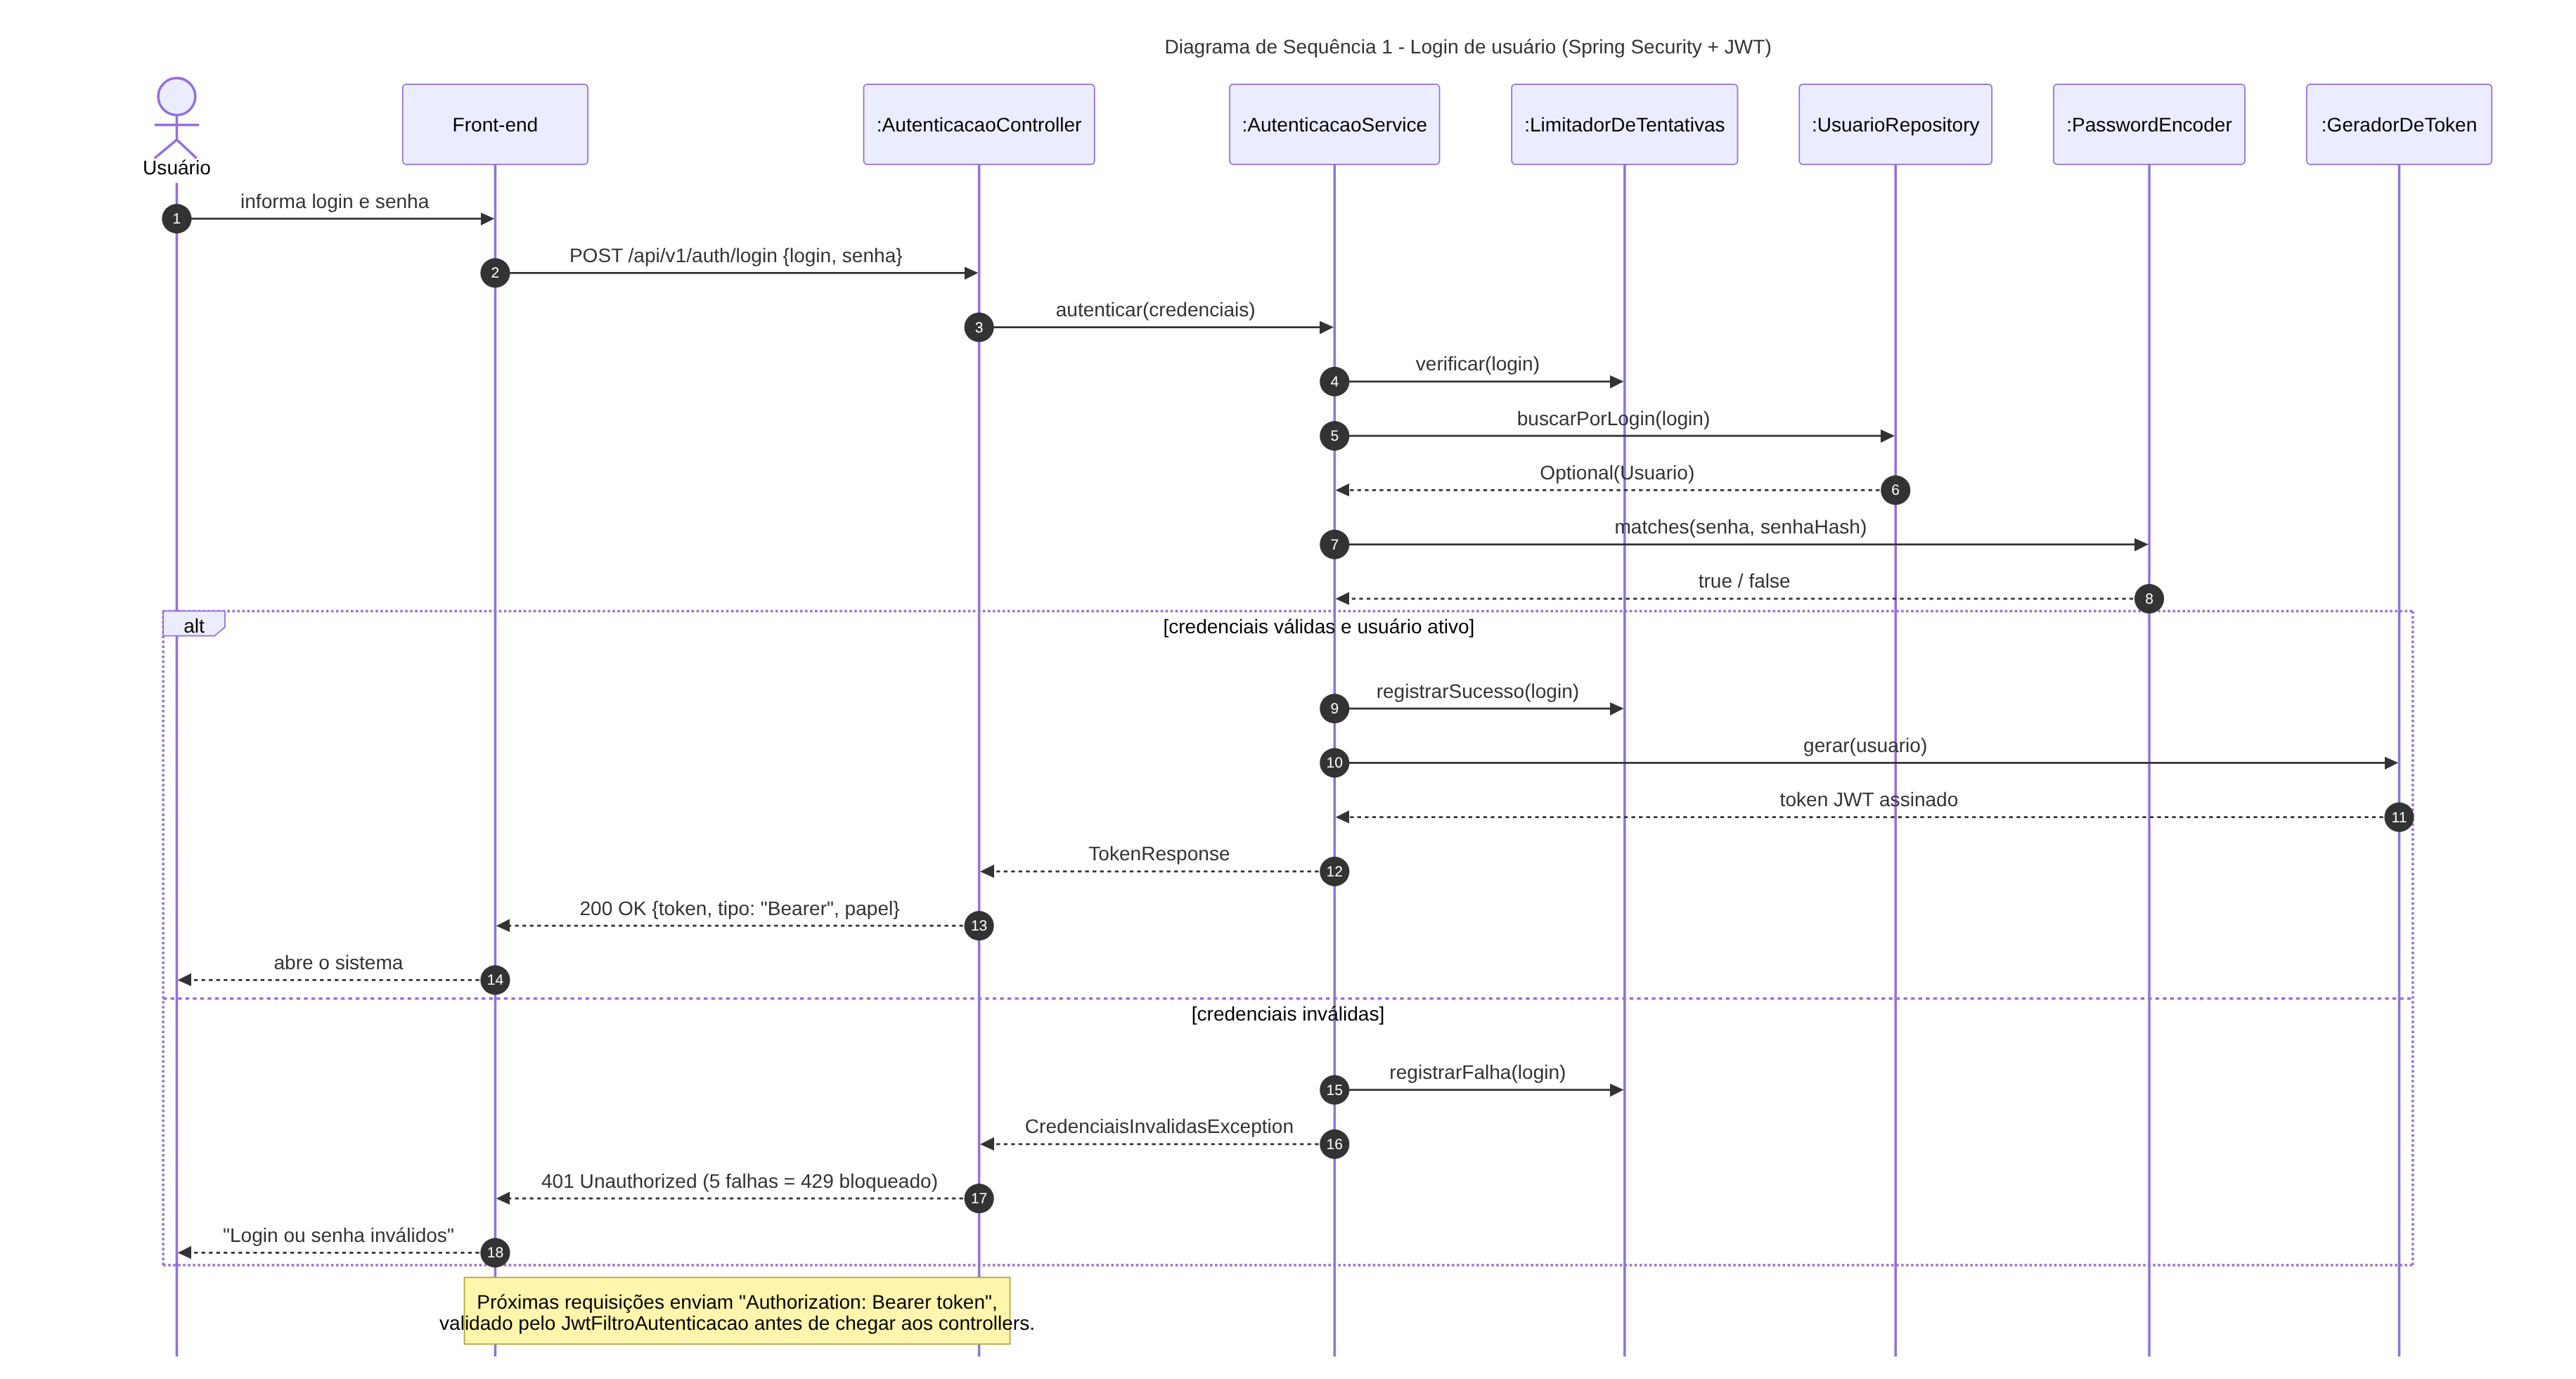 Diagrama de Sequência 1 - Login de usuário (Spring Security + JWT)
Usuário
Front-end
:AutenticacaoController
:AutenticacaoService
:LimitadorDeTentativas
:UsuarioRepository
:PasswordEncoder
:GeradorDeToken
informa login e senha
1
POST /api/v1/auth/login {login, senha}
2
autenticar(credenciais)
3
verificar(login)
4
buscarPorLogin(login)
5
Optional(Usuario)
6
matches(senha, senhaHash)
7
true / false
8
alt
[credenciais válidas e usuário ativo]
registrarSucesso(login)
9
gerar(usuario)
10
token JWT assinado
11
TokenResponse
12
200 OK {token, tipo: "Bearer", papel}
13
abre o sistema
14
[credenciais inválidas]
registrarFalha(login)
15
CredenciaisInvalidasException
16
401 Unauthorized (5 falhas = 429 bloqueado)
17
"Login ou senha inválidos"
18
Próximas requisições enviam "Authorization: Bearer token",
validado pelo JwtFiltroAutenticacao antes de chegar aos controllers.